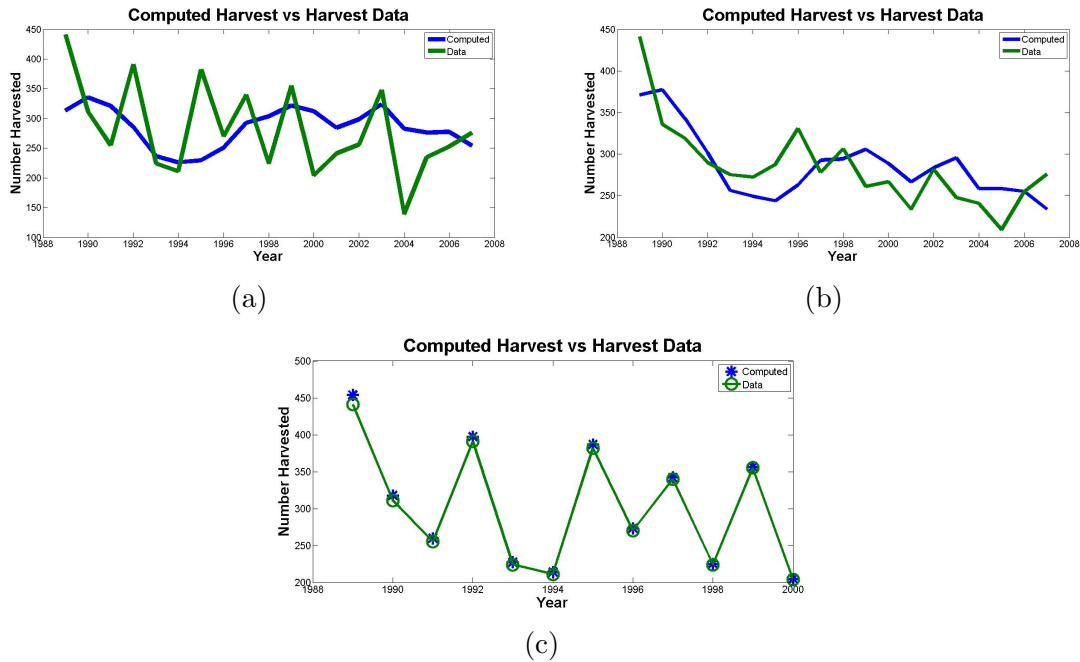 Computed Harvest vs Harvest Data
Number Harvested
450
400
350
300
250
200
150
100
1988
1990
1992
1994
1996
1998
2000
2002
2004
2006
2008
Year
Computed
Data
(a)
Computed Harvest vs Harvest Data
Number Harvested
450
400
350
300
250
200
1988
1990
1992
1994
1996
1998
2000
2002
2004
2006
2008
Year
Computed
Data
(b)
Computed Harvest vs Harvest Data
Number Harvested
500
450
400
350
300
250
200
1988
1990
1992
1994
1996
1998
2000
Year
Computed
Data
(c)